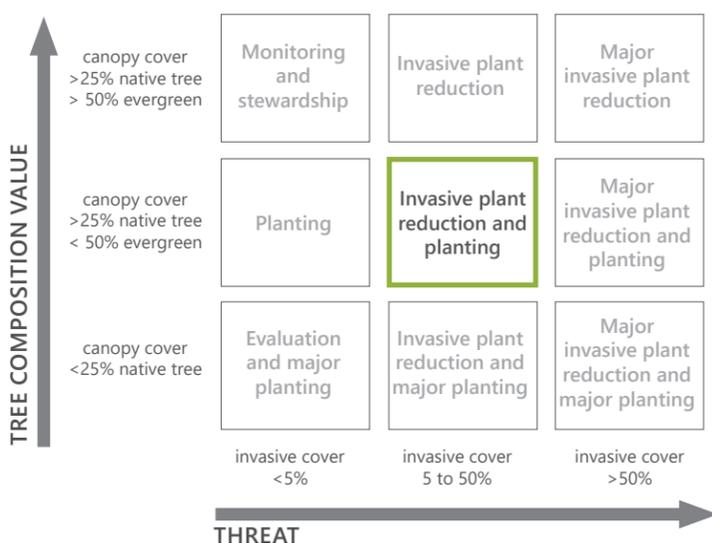 TREE COMPOSITION VALUE
canopy cover
>25% native tree
> 50% evergreen
Monitoring
and
stewardship
Invasive plant
reduction
Major
invasive plant
reduction
canopy cover
>25% native tree
< 50% evergreen
Planting
Invasive plant
reduction and
planting
Major
invasive plant
reduction and
planting
canopy cover
<25% native tree
Evaluation
and major
planting
Invasive plant
reduction and
major planting
Major
invasive plant
reduction and
major planting
invasive cover
<5%
invasive cover
5 to 50%
invasive cover
>50%
THREAT